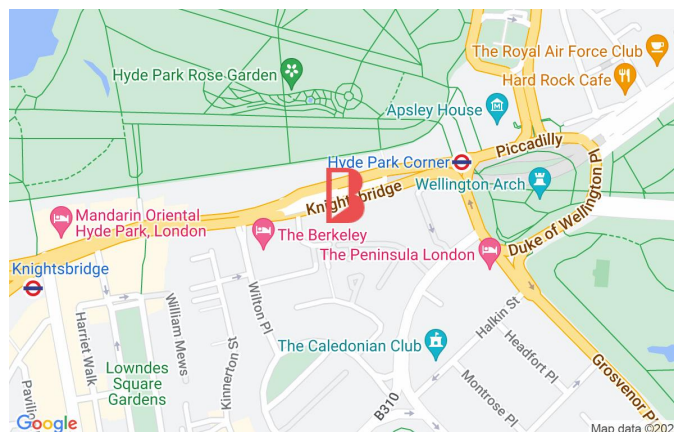 The Royal Air Force Club
Hyde Park Rose Garden
Hard Rock Cafe
Apsley House
Piccadilly
Hyde Park Corner
Knightsbridge
Wellington Arch
Duke of Wellington Pl
Mandarin Oriental
Hyde Park, London
The Berkeley
The Peninsula London
Knightsbridge
Harriet Walk
William Mews
Wilton Pl
Kinnerton St
Halkin St
Headfort Pl
The Caledonian Club
Lowndes
Square
Gardens
Montrose Pl
B310
Grosvenor Pl
Google
Map data ©202